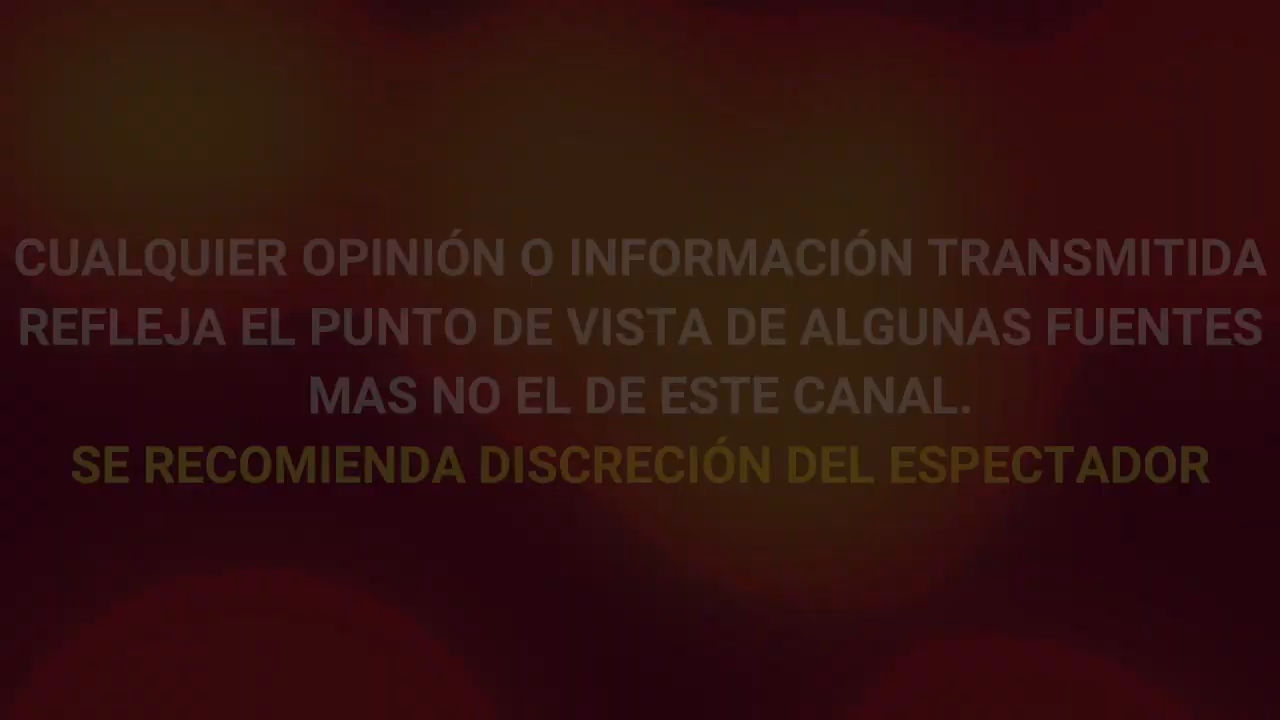 CUALQUIER OPINIÓN O INFORMACIÓN TRANSMITIDA
REFLEJA EL PUNTO DE VISTA DE ALGUNAS FUENTES
MAS NO EL DE ESTE CANAL.
SE RECOMIENDA DISCRECIÓN DEL ESPECTADOR